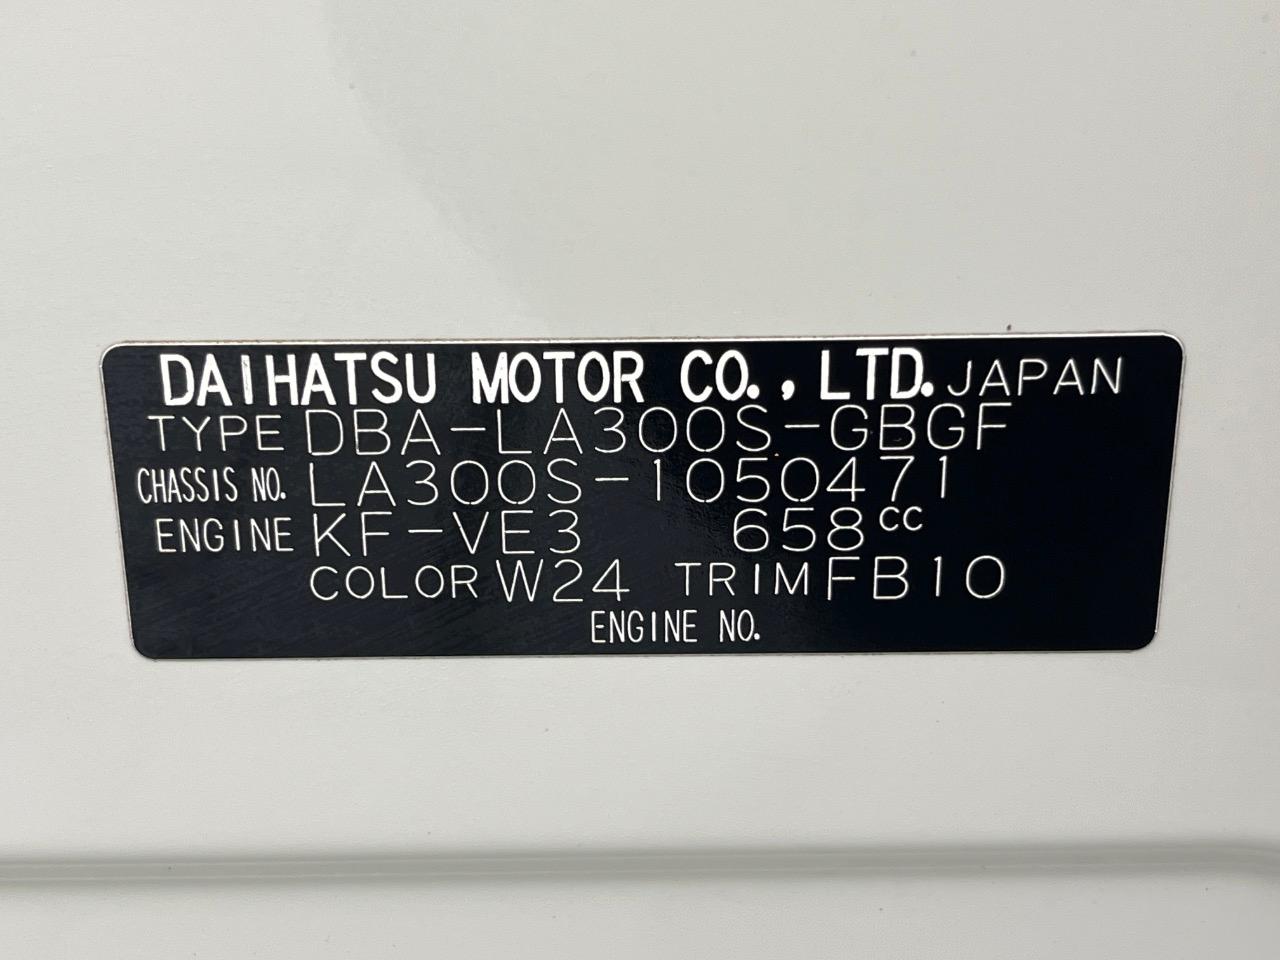 DAIHATSU MOTOR CO., LTD. JAPAN
TYPE DBA-LA300S-GBGF
CHASSIS NO. LA300S-1050471
ENGINE KF-VE3 658cc
COLOR W24 TRIM FB10
ENGINE NO.